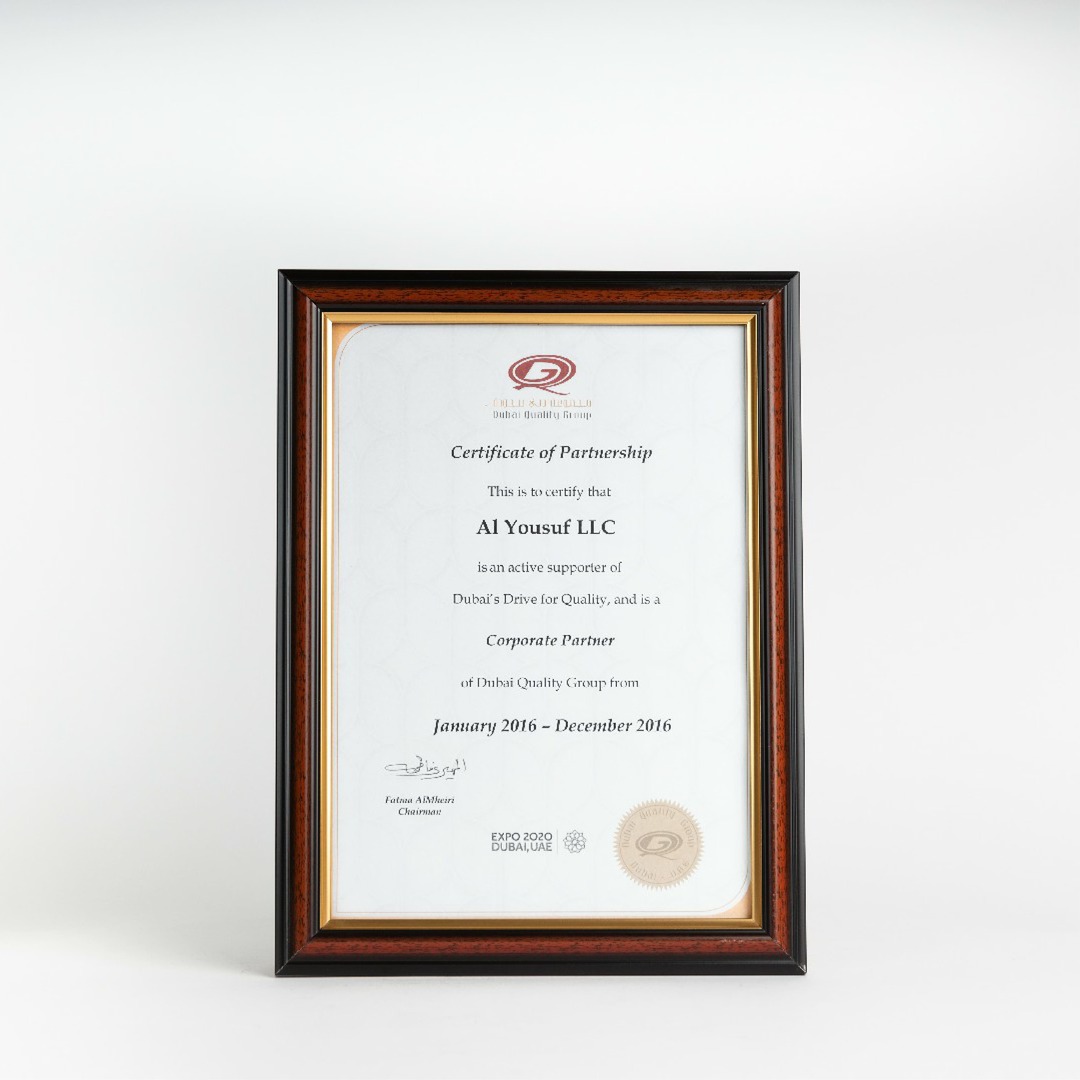 Dubai Quality Group
Certificate of Partnership
This is to certify that
Al Yousuf LLC
is an active supporter of
Dubai's Drive for Quality, and is a
Corporate Partner
of Dubai Quality Group from
January 2016 – December 2016
Fatma AlMheiri
Chairman
EXPO 2020
DUBAI, UAE